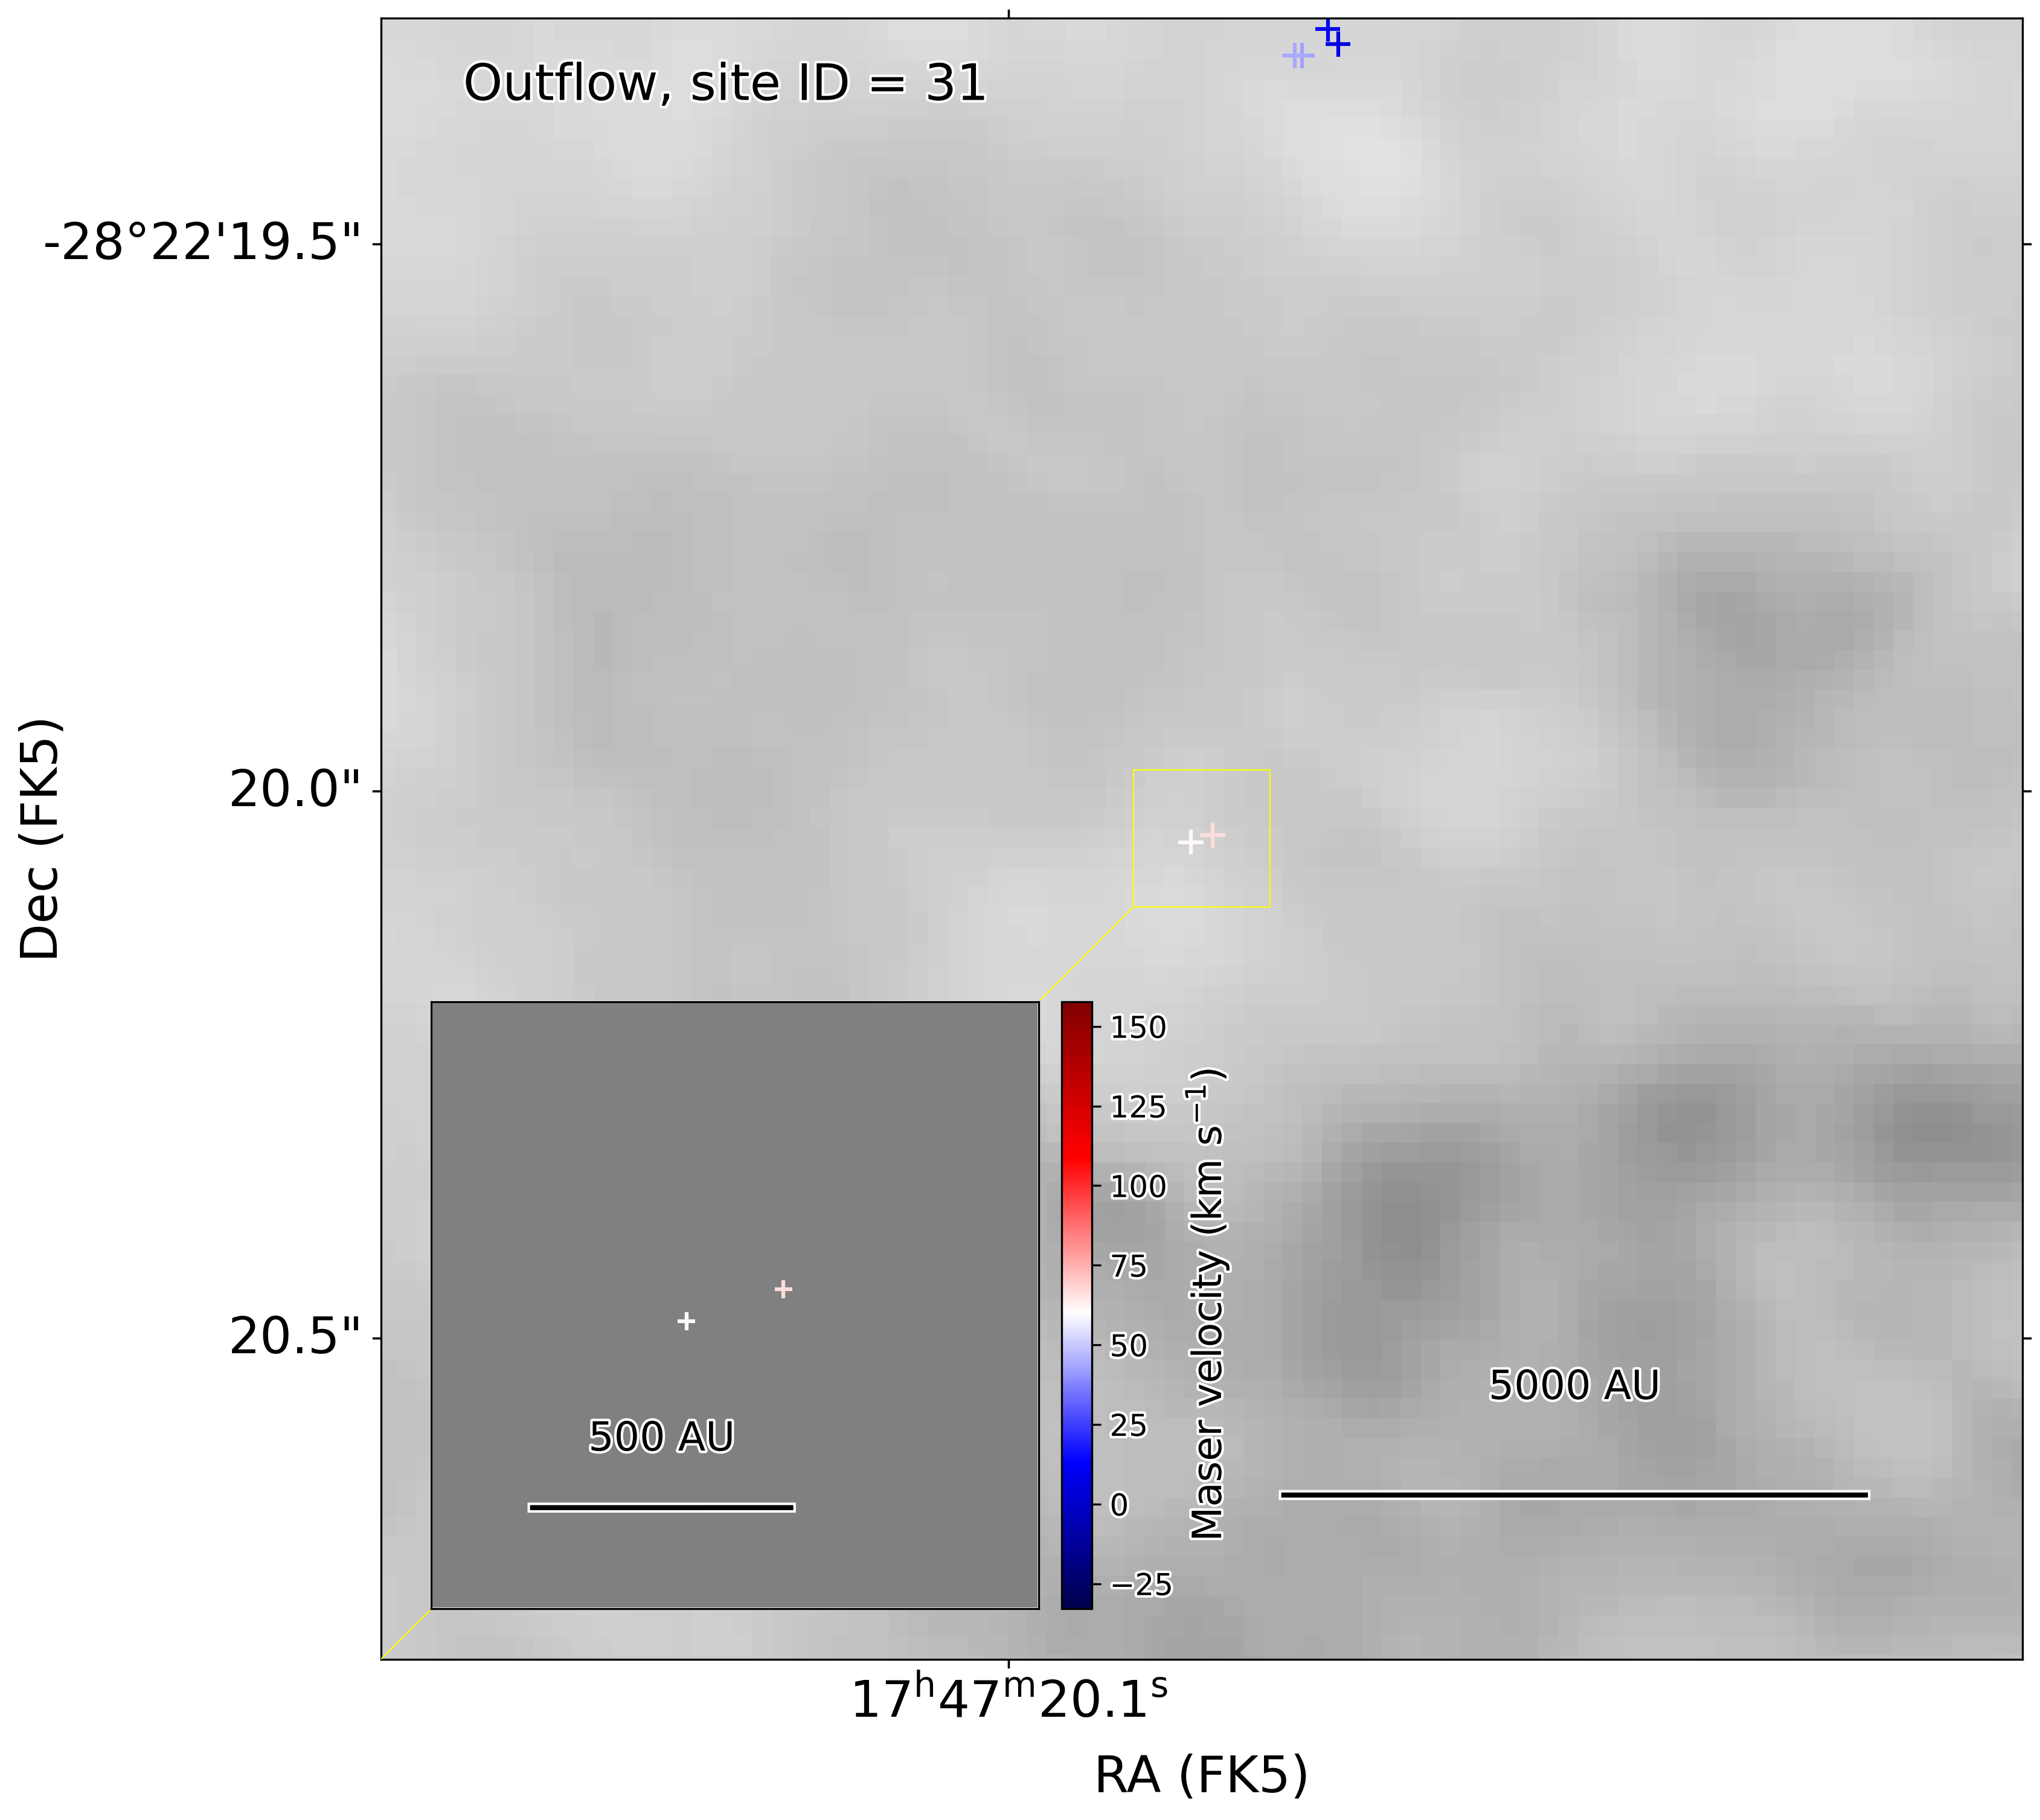 Outflow, site ID = 31
-28°22'19.5"
20.0"
20.5"
Dec (FK5)
500 AU
150
125
100
75
50
25
0
−25
Maser velocity (km s⁻¹)
5000 AU
17ʰ47ᵐ20.1ˢ
RA (FK5)